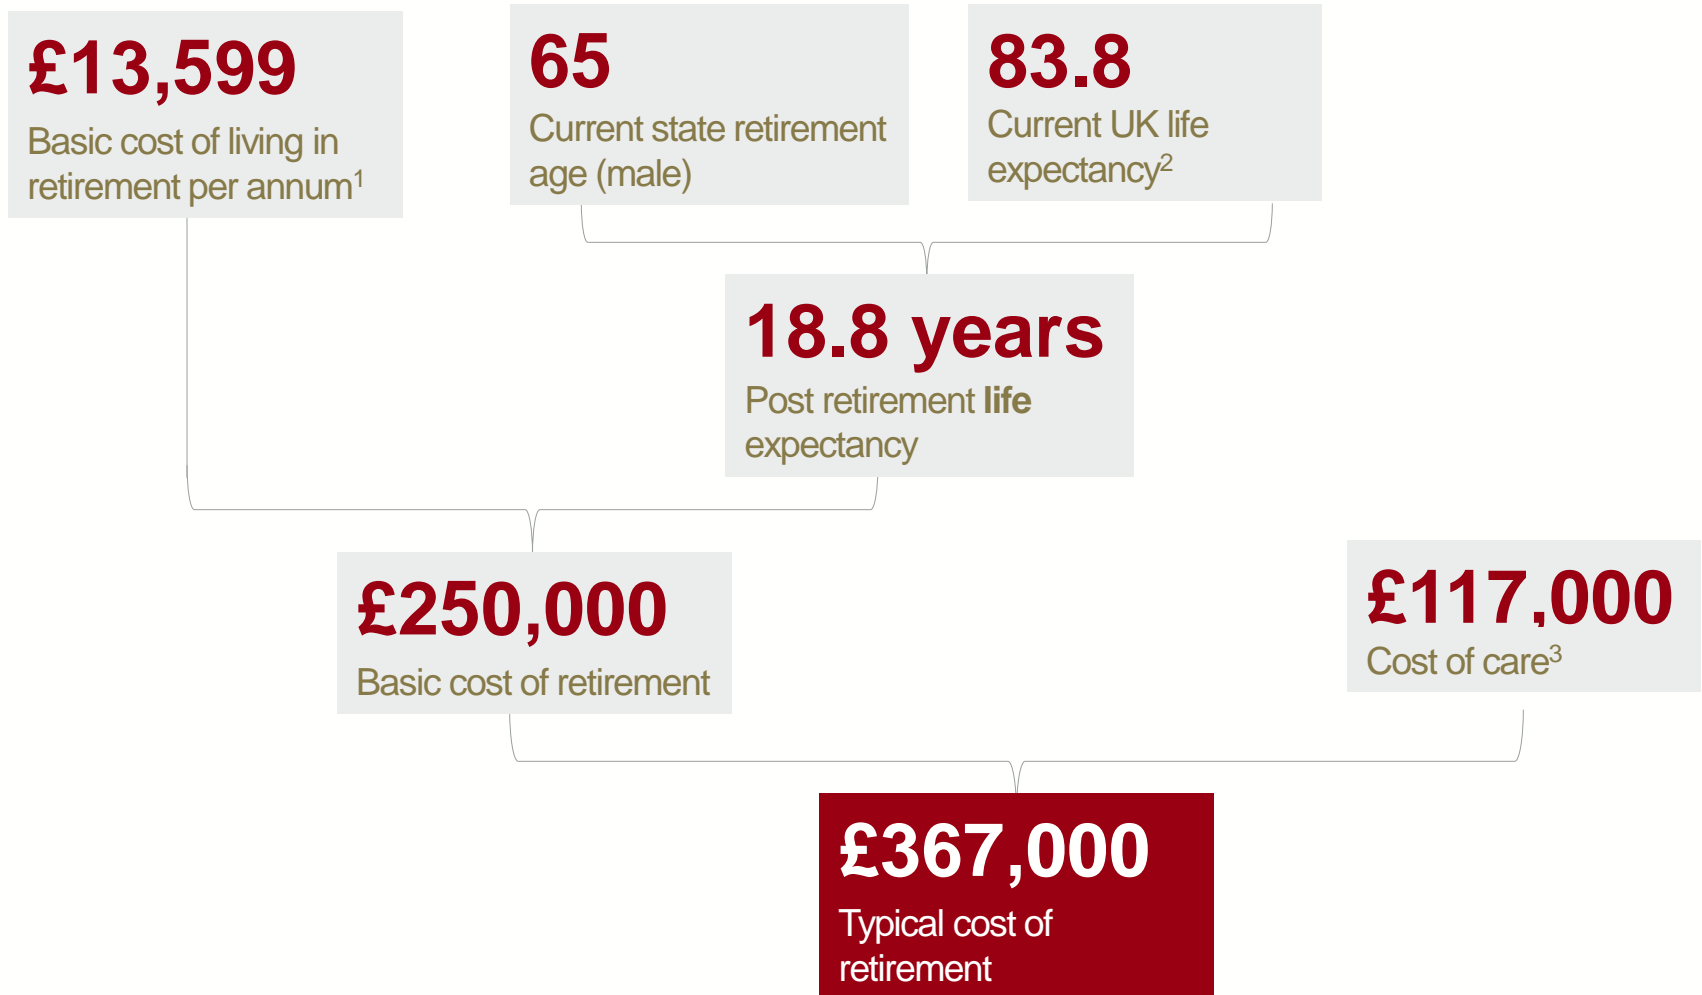 £13,599
Basic cost of living in
retirement per annum¹
65
Current state retirement
age (male)
83.8
Current UK life
expectancy²
18.8 years
Post retirement life
expectancy
£250,000
Basic cost of retirement
£117,000
Cost of care³
£367,000
Typical cost of
retirement